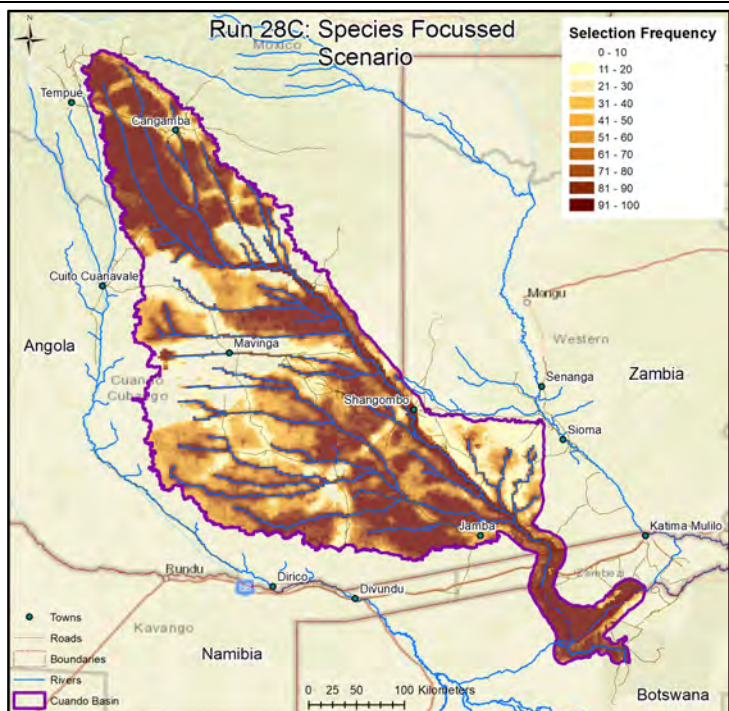 Run 28C: Species Focussed
Scenario
N
Moxico
Selection Frequency
0 - 10
11 - 20
21 - 30
31 - 40
41 - 50
51 - 60
61 - 70
71 - 80
81 - 90
91 - 100
Tempue
Cangamba
Cuito Cuanavale
Mongu
Angola
Mavinga
Western
Cuando
Cubango
Senanga
Zambia
Shangombo
Sioma
Jamba
Katima Mulilo
Rundu
Zambezi
Dirico
Divundu
Towns
Roads
Kavango
Boundaries
Namibia
Rivers
Cuando Basin
0 25 50 100 Kilometers
Botswana